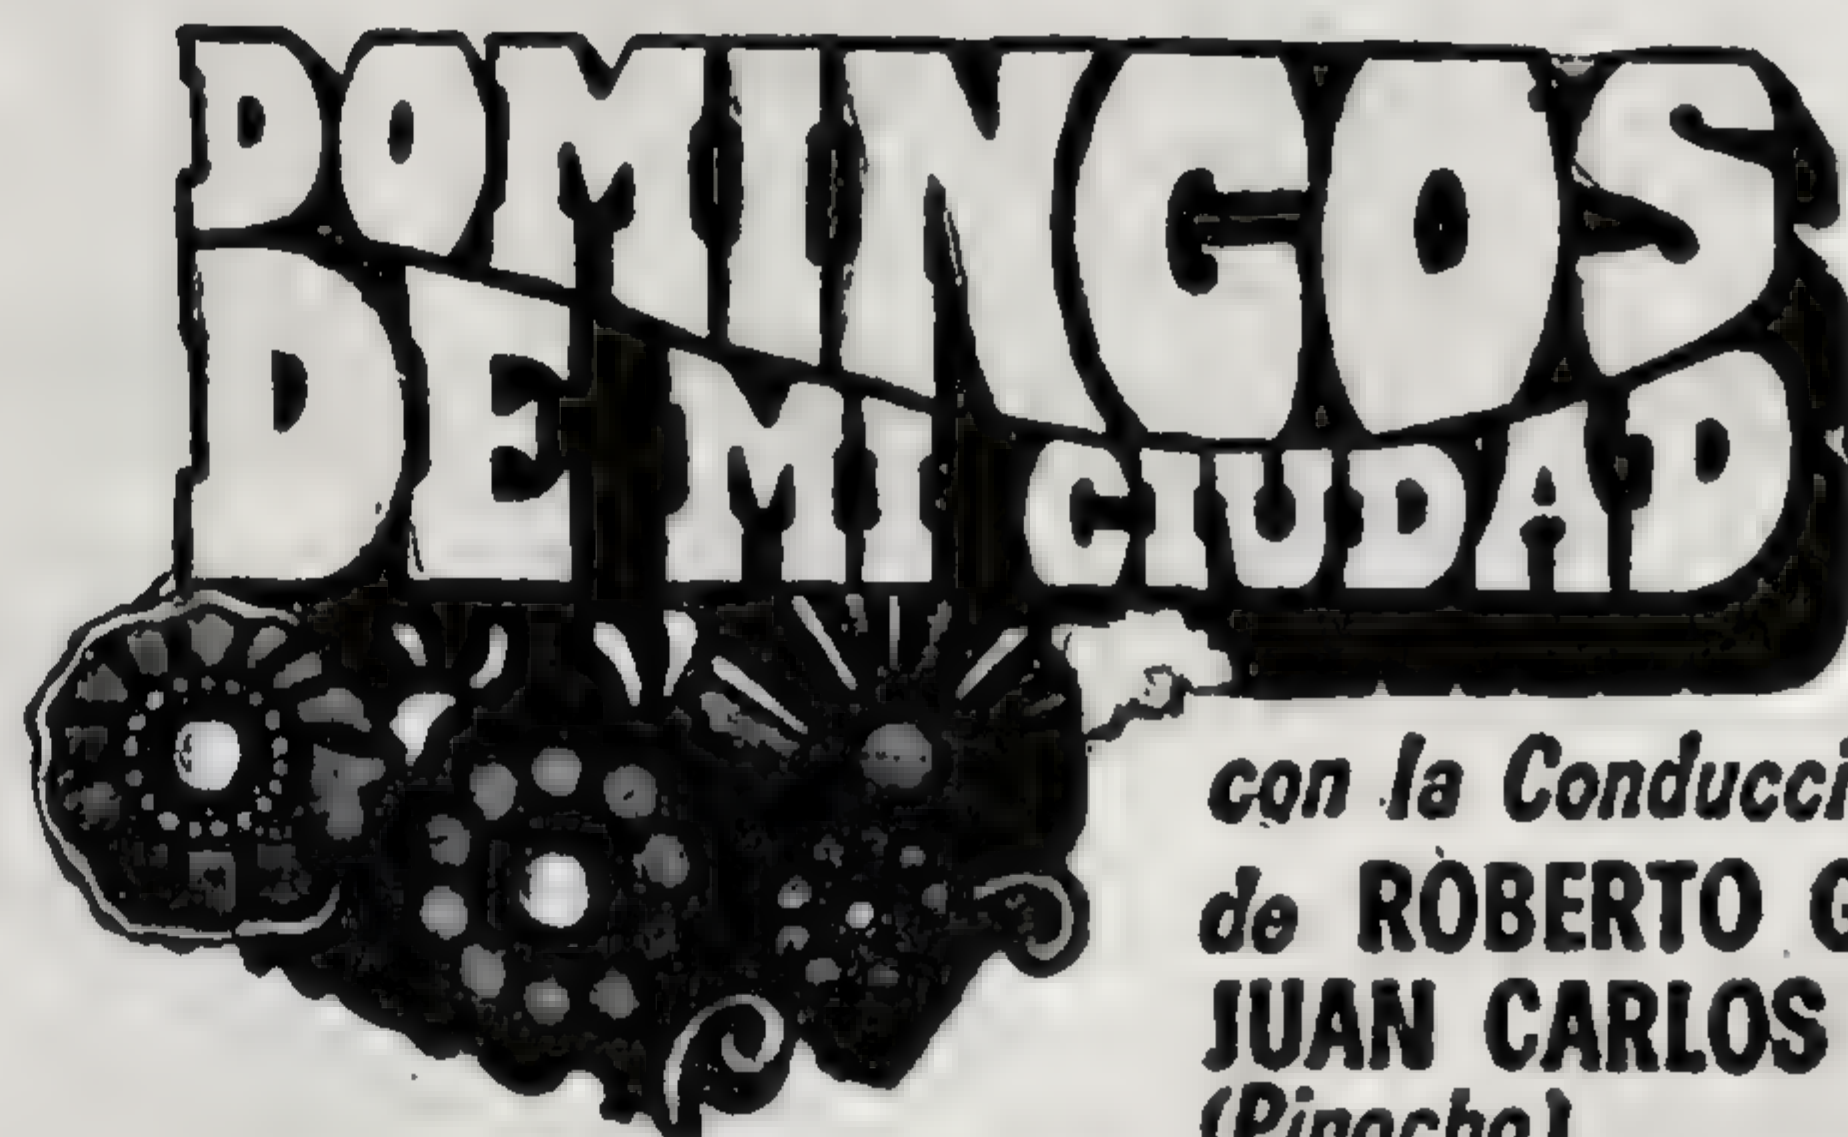 DOMINGOS
DE MI CIUDAD
con la Conducci
de ROBERTO G
JUAN CARLOS
(Pinocho)